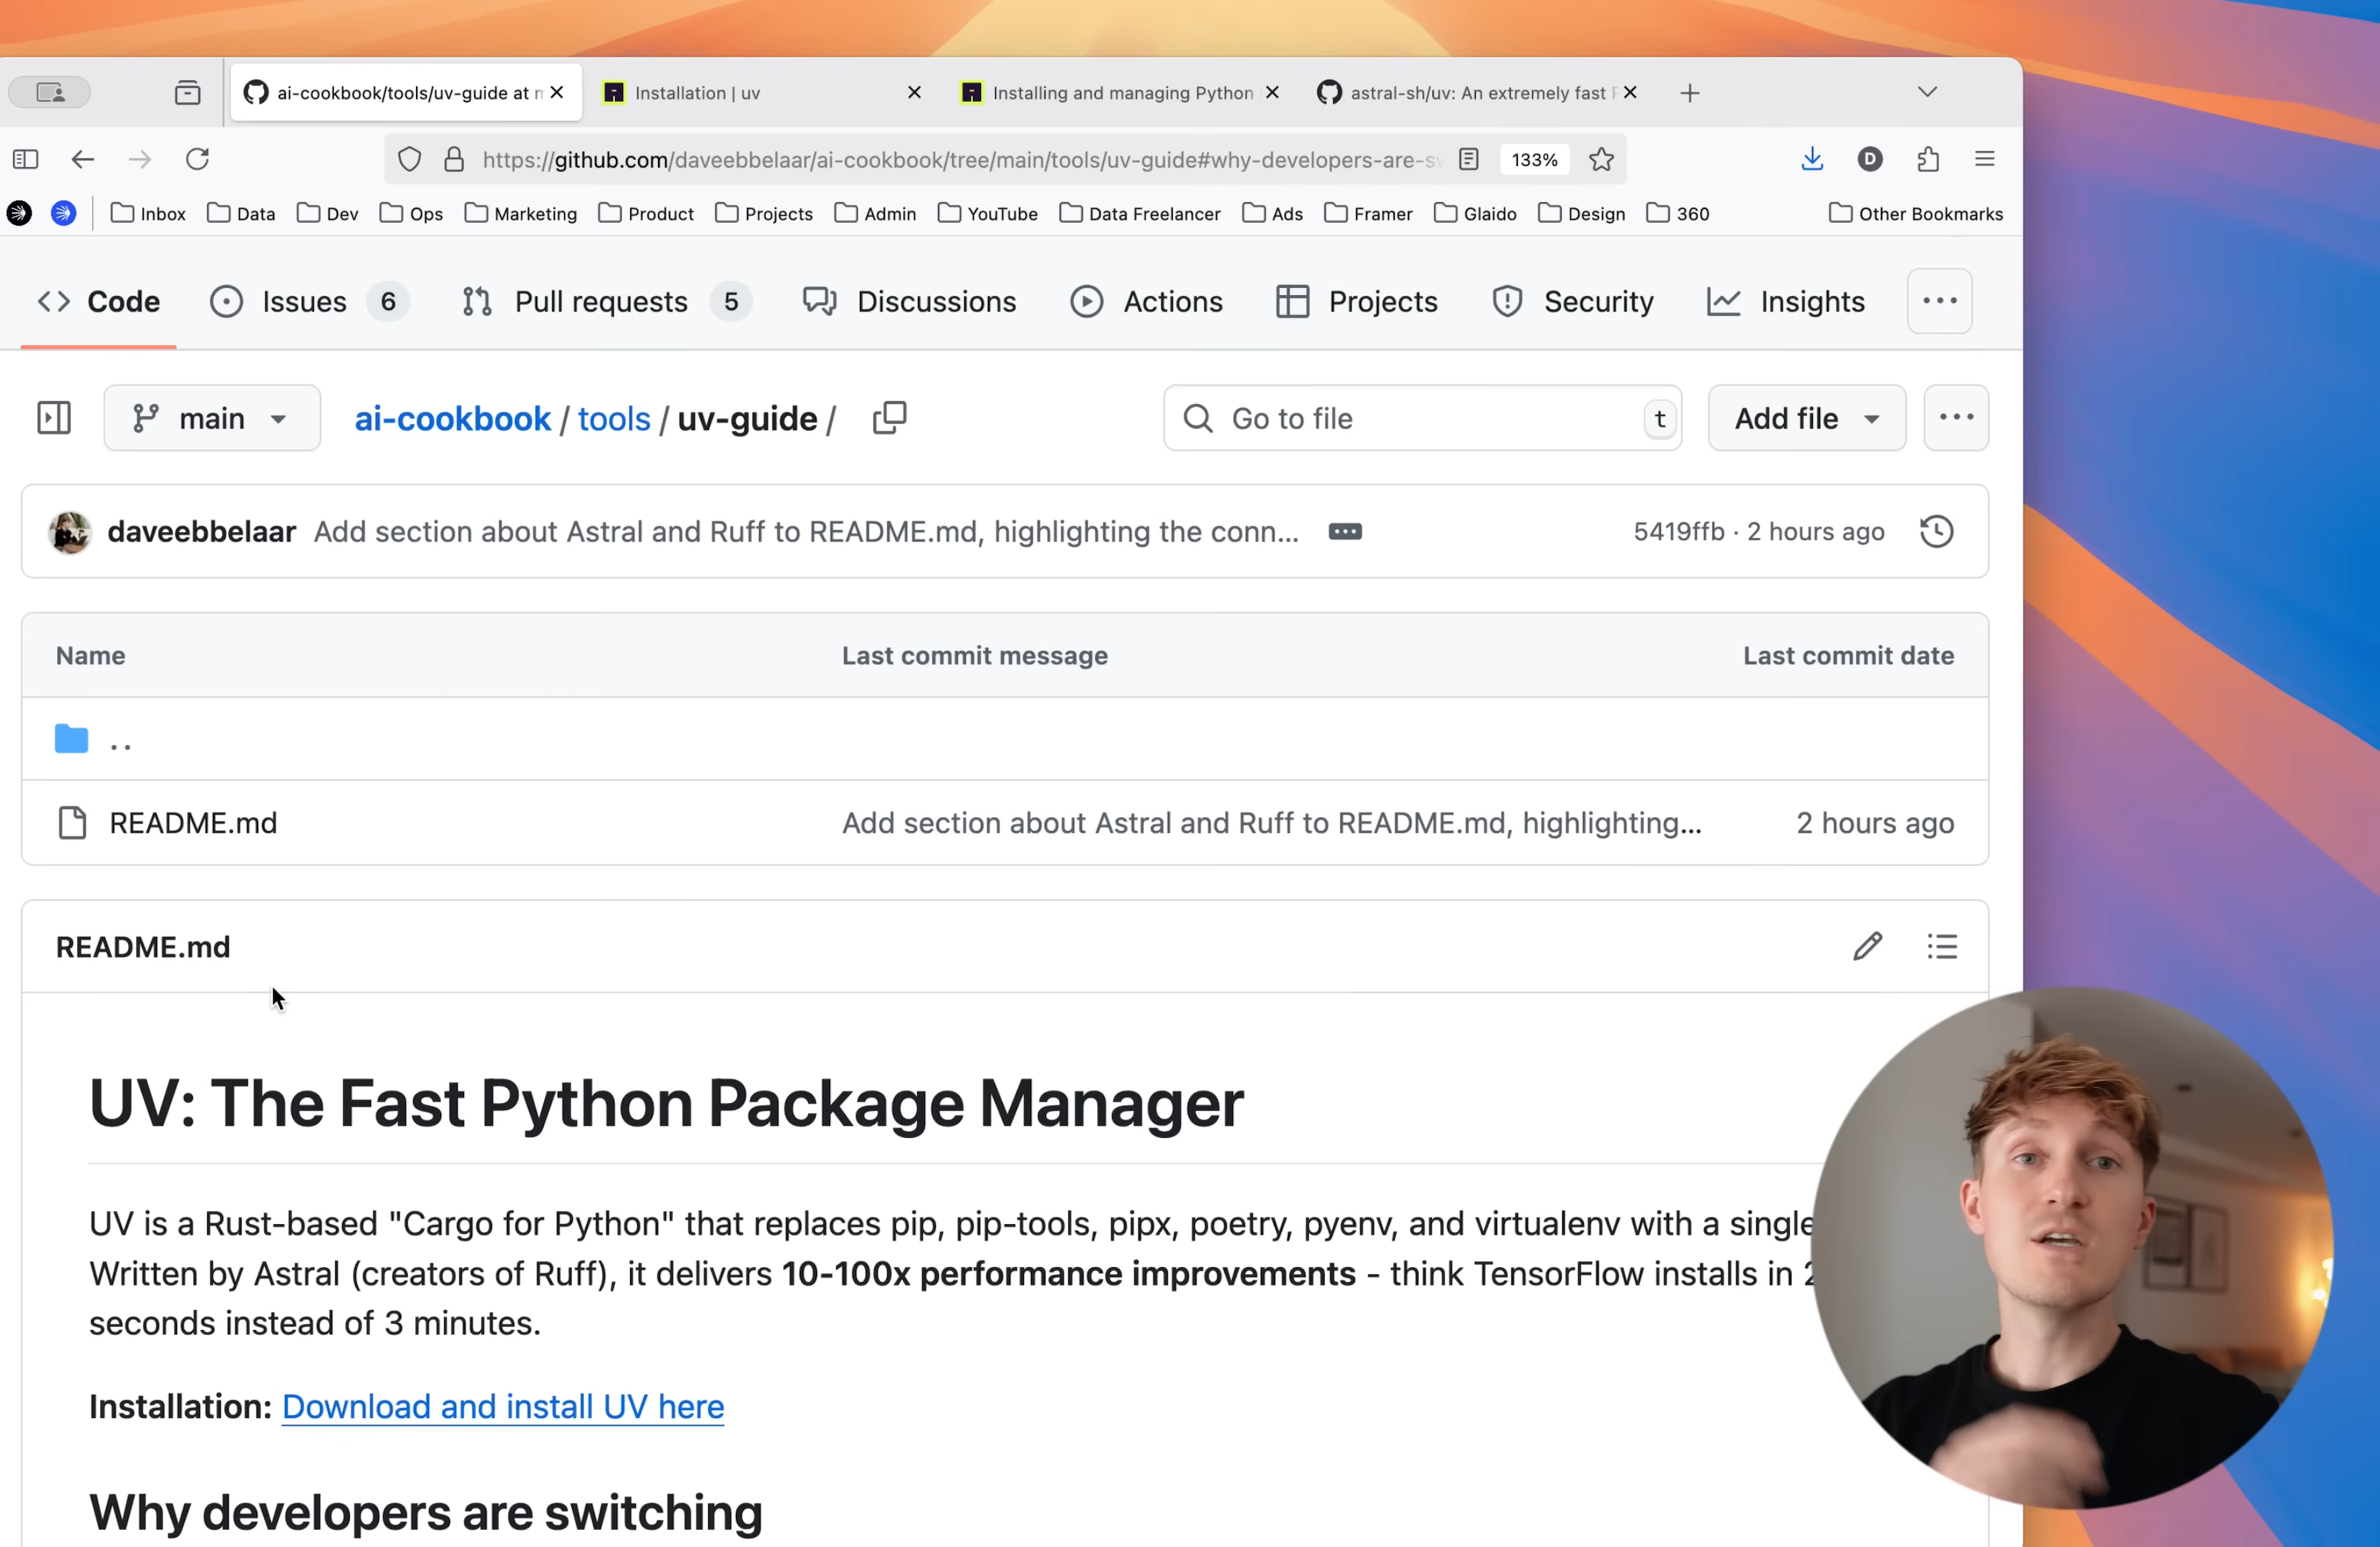 ai-cookbook/tools/uv-guide at
Installation | uv
Installing and managing Python
astral-sh/uv: An extremely fast
https://github.com/daveebbelaar/ai-cookbook/tree/main/tools/uv-guide#why-developers-are-sw
133%
D
Inbox
Data
Dev
Ops
Marketing
Product
Projects
Admin
YouTube
Data Freelancer
Ads
Framer
Glaido
Design
360
Other Bookmarks
Code
Issues 6
Pull requests 5
Discussions
Actions
Projects
Security
Insights
main
ai-cookbook / tools / uv-guide /
Go to file
t
Add file
daveebbelaar Add section about Astral and Ruff to README.md, highlighting the conn...
5419ffb · 2 hours ago
Name Last commit message Last commit date
..
README.md Add section about Astral and Ruff to README.md, highlighting... 2 hours ago
README.md
UV: The Fast Python Package Manager
UV is a Rust-based "Cargo for Python" that replaces pip, pip-tools, pipx, poetry, pyenv, and virtualenv with a single
Written by Astral (creators of Ruff), it delivers 10-100x performance improvements - think TensorFlow installs in
seconds instead of 3 minutes.
Installation: Download and install UV here
Why developers are switching